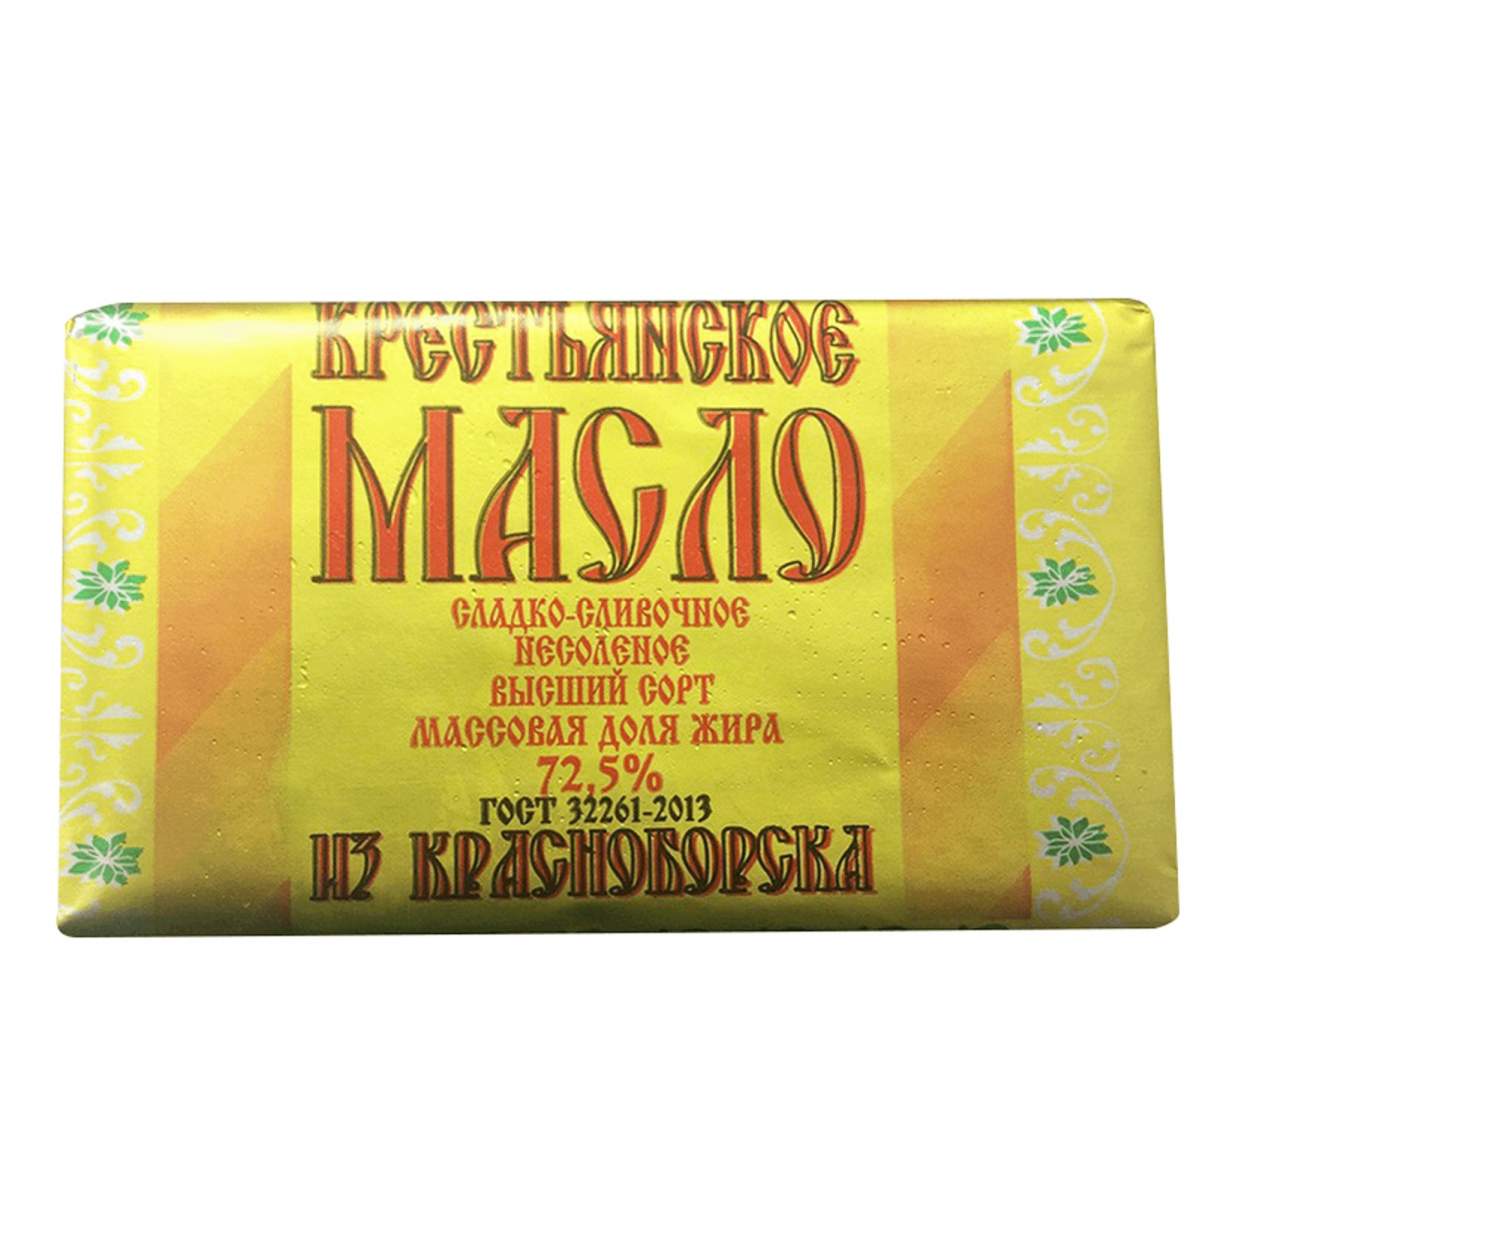 КРЕСТЬЯНСКОЕ
МАСЛО
СЛАДКО-СЛИВОЧНОЕ
НЕСОЛЕНОЕ
ВЫСШИЙ СОРТ
МАССОВАЯ ДОЛЯ ЖИРА
72,5%
ГОСТ 32261-2013
ИЗ КРАСНОБОРСКА